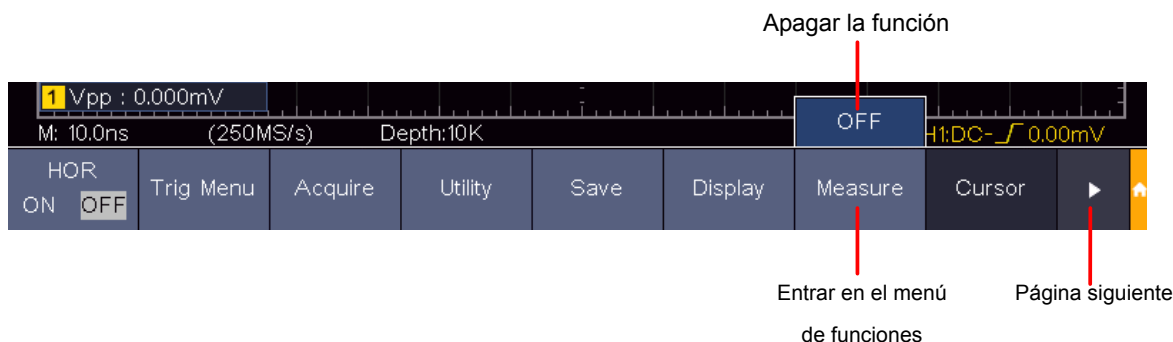 Apagar la función
1 Vpp : 0.000mV
M: 10.0ns (250MS/s) Depth:10K OFF H1:DC- 0.00mV
HOR
ON OFF Trig Menu Acquire Utility Save Display Measure Cursor
Entrar en el menú
de funciones
Página siguiente